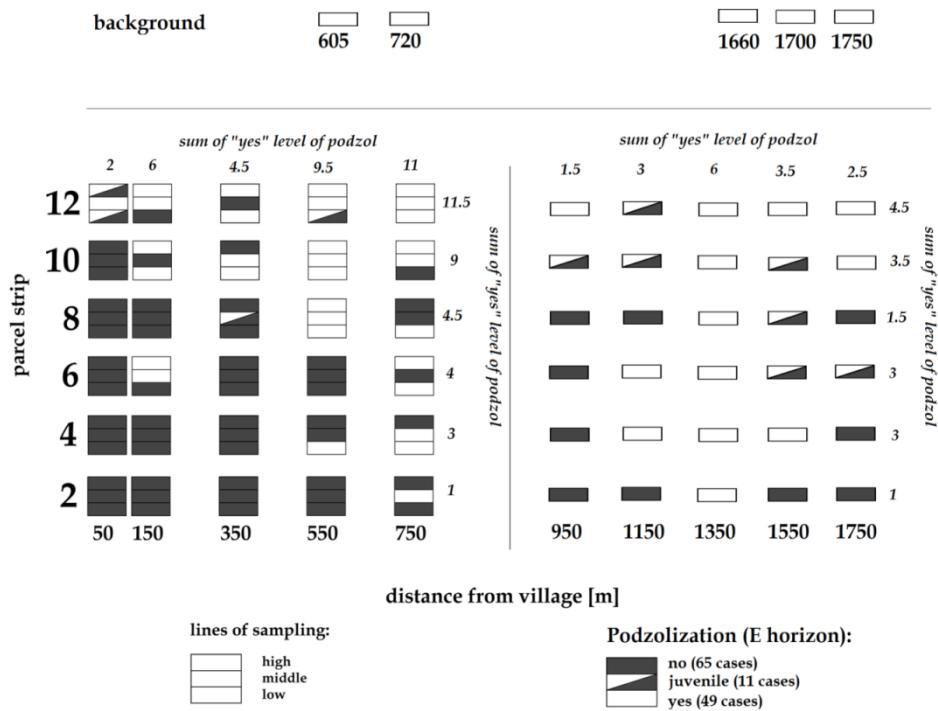 background
605 720 1660 1700 1750
sum of "yes" level of podzol
sum of "yes" level of podzol
2 6 4.5 9.5 11
1.5 3 6 3.5 2.5
12 11.5 4.5
10 9 3.5
8 4.5 1.5
6 4 3
4 3 3
2 1 1
parcel strip
sum of "yes" level of podzol
sum of "yes" level of podzol
50 150 350 550 750 950 1150 1350 1550 1750
distance from village [m]
lines of sampling:
high
middle
low
Podzolization (E horizon):
no (65 cases)
juvenile (11 cases)
yes (49 cases)